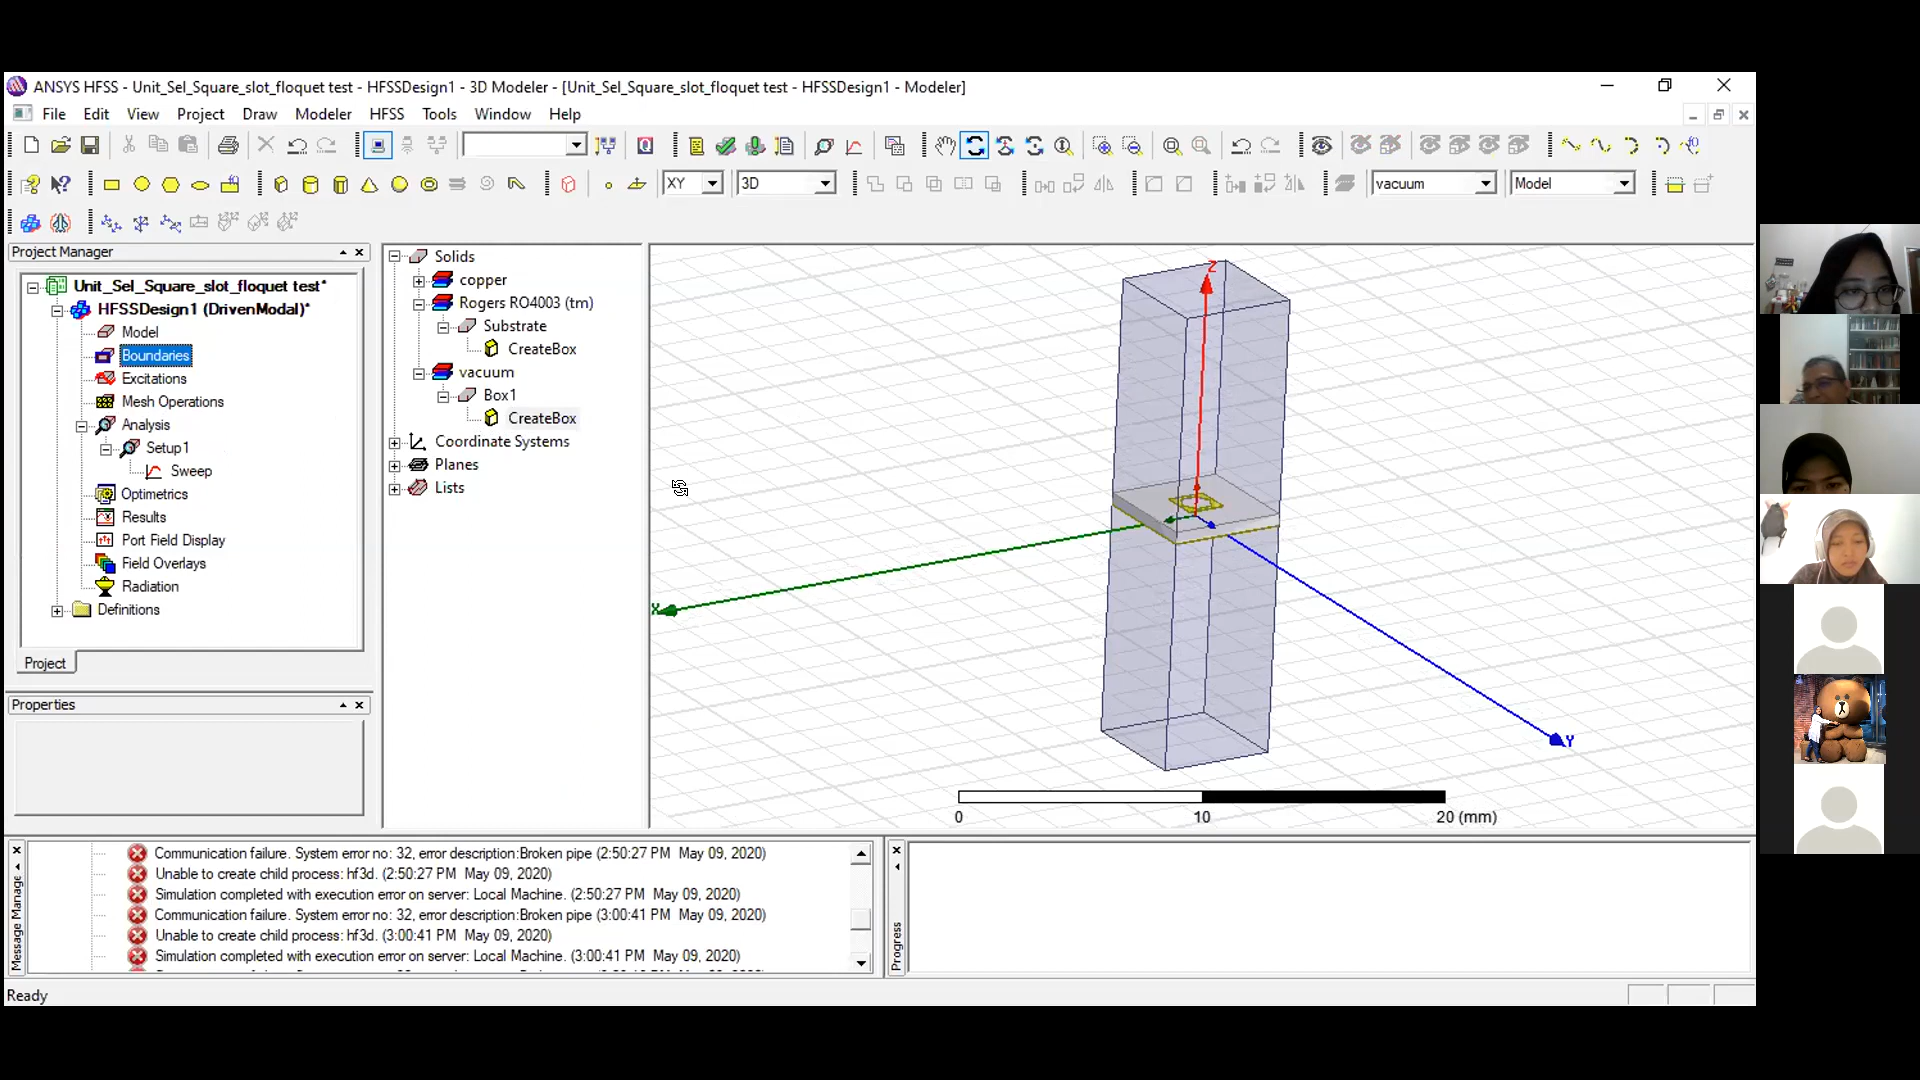 ANSYS HFSS - Unit_Sel_Square_slot_floquet test - HFSSDesign1 - 3D Modeler - [Unit_Sel_Square_slot_floquet test - HFSSDesign1 - Modeler]
File Edit View Project Draw Modeler HFSS Tools Window Help
XY 3D vacuum Model
Project Manager
Unit_Sel_Square_slot_floquet test*
HFSSDesign1 (DrivenModal)*
Model
Boundaries
Excitations
Mesh Operations
Analysis
Setup1
Sweep
Optimetrics
Results
Port Field Display
Field Overlays
Radiation
Definitions
Project
Properties
Solids
copper
Rogers RO4003 (tm)
Substrate
CreateBox
vacuum
Box1
CreateBox
Coordinate Systems
Planes
Lists
Z
X
Y
0 10 20 (mm)
Message Manage
Communication failure. System error no: 32, error description:Broken pipe (2:50:27 PM May 09, 2020)
Unable to create child process: hf3d. (2:50:27 PM May 09, 2020)
Simulation completed with execution error on server: Local Machine. (2:50:27 PM May 09, 2020)
Communication failure. System error no: 32, error description:Broken pipe (3:00:41 PM May 09, 2020)
Unable to create child process: hf3d. (3:00:41 PM May 09, 2020)
Simulation completed with execution error on server: Local Machine. (3:00:41 PM May 09, 2020)
Progress
Ready